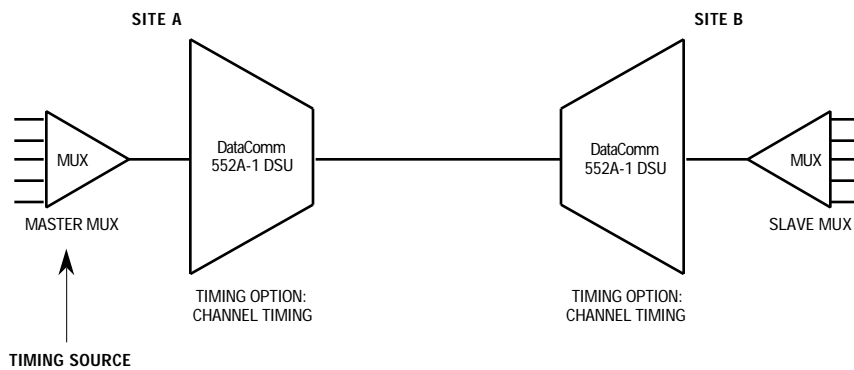 SITE A
SITE B
MUX
DataComm
552A-1 DSU
DataComm
552A-1 DSU
MUX
MASTER MUX
SLAVE MUX
TIMING OPTION:
CHANNEL TIMING
TIMING OPTION:
CHANNEL TIMING
TIMING SOURCE